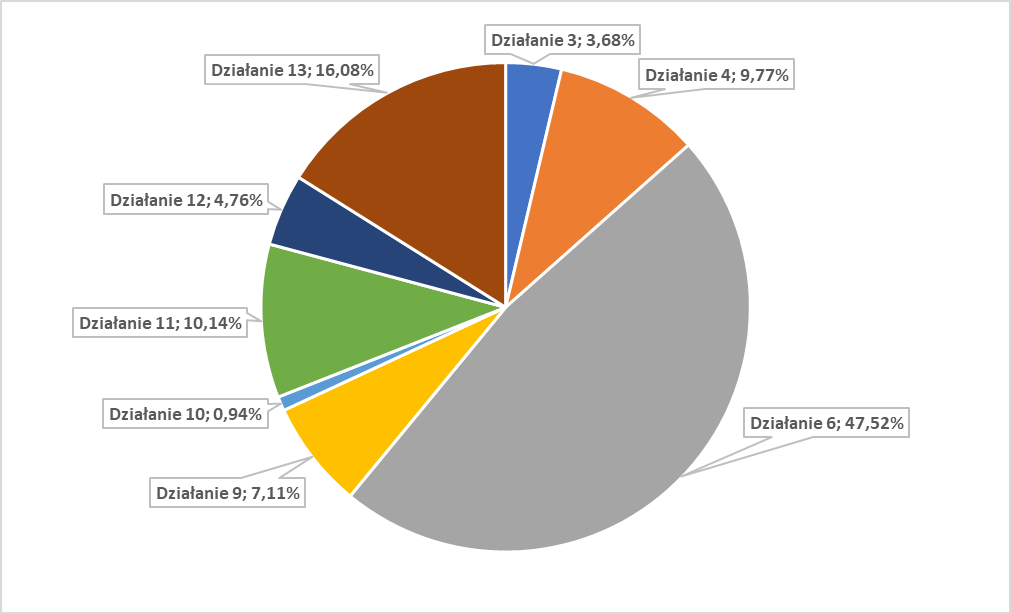 Działanie 3; 3,68%
Działanie 4; 9,77%
Działanie 6; 47,52%
Działanie 9; 7,11%
Działanie 10; 0,94%
Działanie 11; 10,14%
Działanie 12; 4,76%
Działanie 13; 16,08%